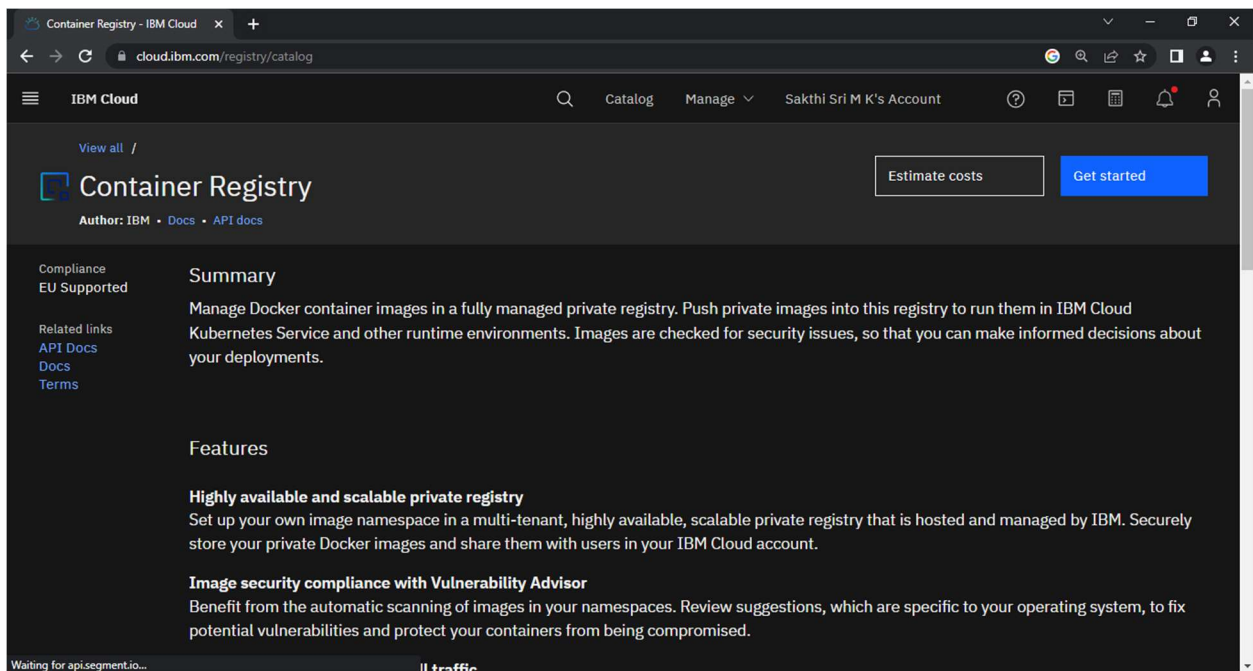 Container Registry - IBM Cloud
cloud.ibm.com/registry/catalog
IBM Cloud
Catalog
Manage
Sakthi Sri M K's Account
View all /
Container Registry
Author: IBM • Docs • API docs
Estimate costs
Get started
Compliance
EU Supported
Related links
API Docs
Docs
Terms
Summary
Manage Docker container images in a fully managed private registry. Push private images into this registry to run them in IBM Cloud
Kubernetes Service and other runtime environments. Images are checked for security issues, so that you can make informed decisions about
your deployments.
Features
Highly available and scalable private registry
Set up your own image namespace in a multi-tenant, highly available, scalable private registry that is hosted and managed by IBM. Securely
store your private Docker images and share them with users in your IBM Cloud account.
Image security compliance with Vulnerability Advisor
Benefit from the automatic scanning of images in your namespaces. Review suggestions, which are specific to your operating system, to fix
potential vulnerabilities and protect your containers from being compromised.
traffic
Waiting for api.segment.io...